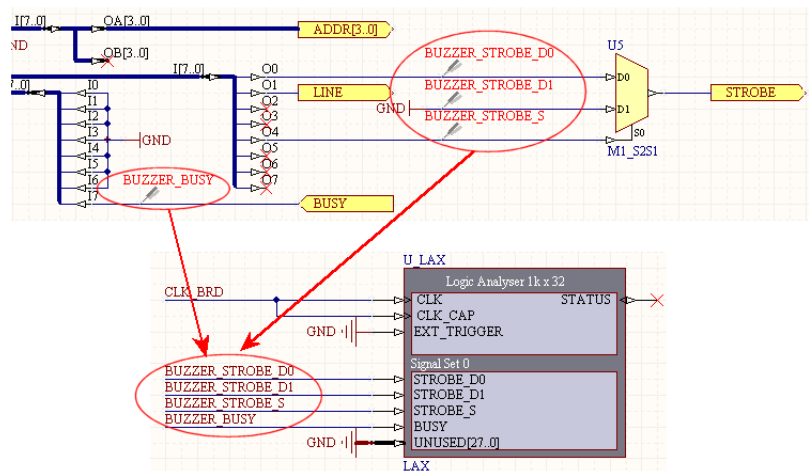 I[7..0]
OA[3..0]
ADDR[3..0]
GND
OB[3..0]
BUZZER_STROBE_D0
U5
[7..0]
I[7..0]
O0
D0
I0
O1
LINE
BUZZER_STROBE_D1
STROBE
I1
O2
GND
D1
I2
O3
BUZZER_STROBE_S
I3
GND
O4
S0
I4
O5
M1_S2S1
I5
O6
I6
BUZZER_BUSY
O7
I7
BUSY
U_LAX
Logic Analyser 1k x 32
CLK_BRD
CLK
STATUS
CLK_CAP
GND
EXT_TRIGGER
Signal Set 0
BUZZER_STROBE_D0
STROBE_D0
BUZZER_STROBE_D1
STROBE_D1
BUZZER_STROBE_S
STROBE_S
BUZZER_BUSY
BUSY
GND
UNUSED[27..0]
LAX